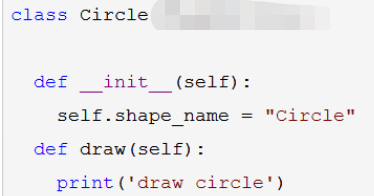 class Circle
def __init__(self):
self.shape_name = "Circle"
def draw(self):
print('draw circle')